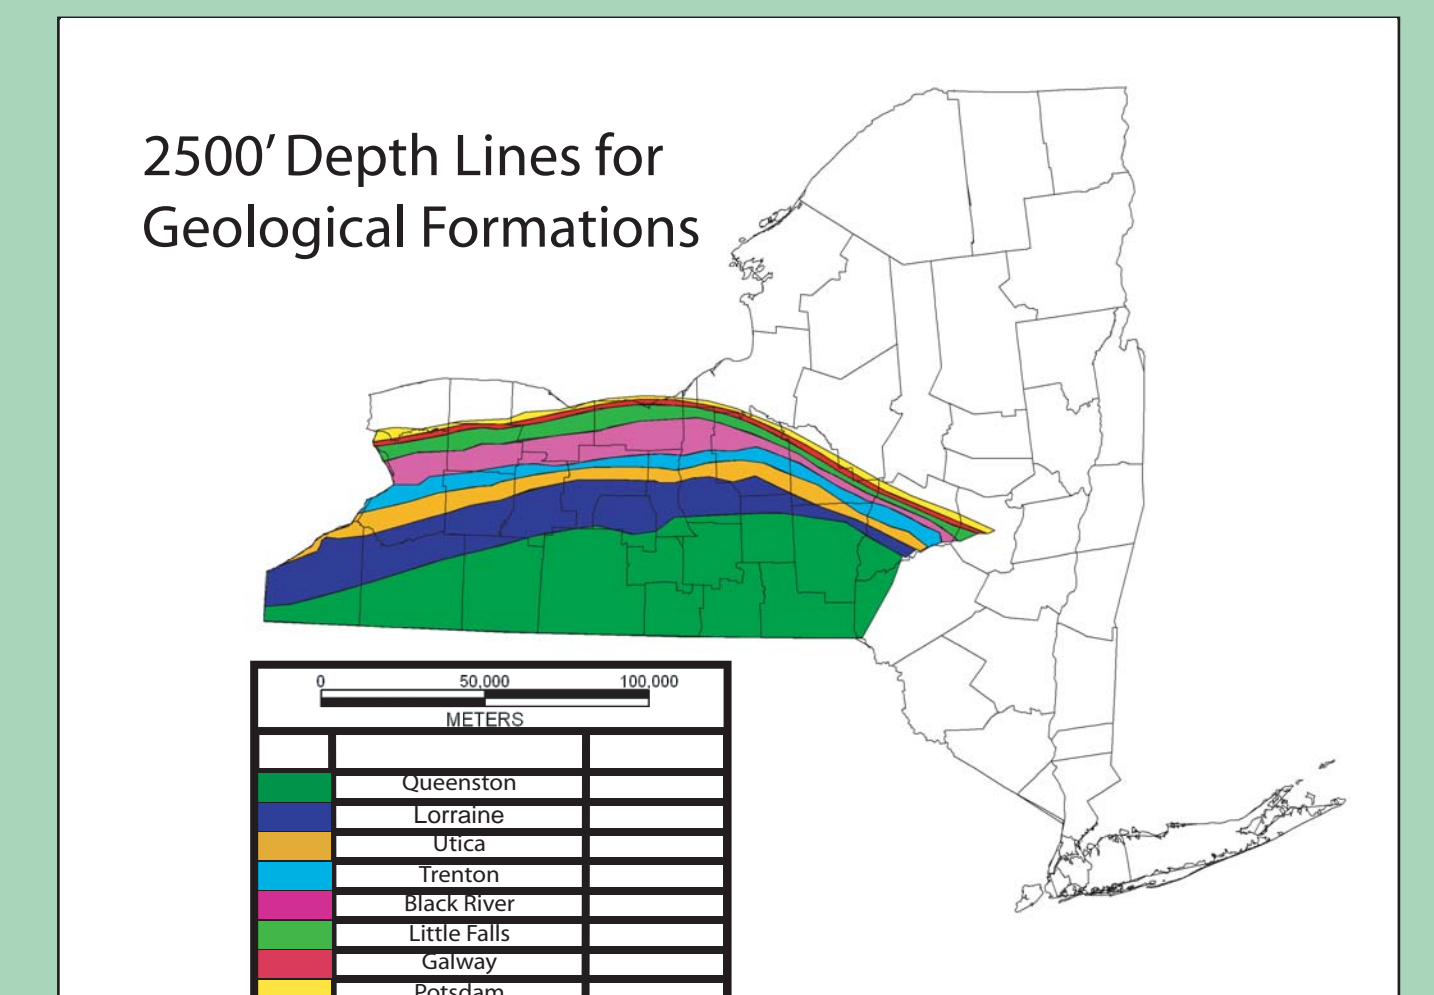 2500’ Depth Lines for
Geological Formations
0 50,000 100,000
METERS
Queenston
Lorraine
Utica
Trenton
Black River
Little Falls
Galway
Potsdam